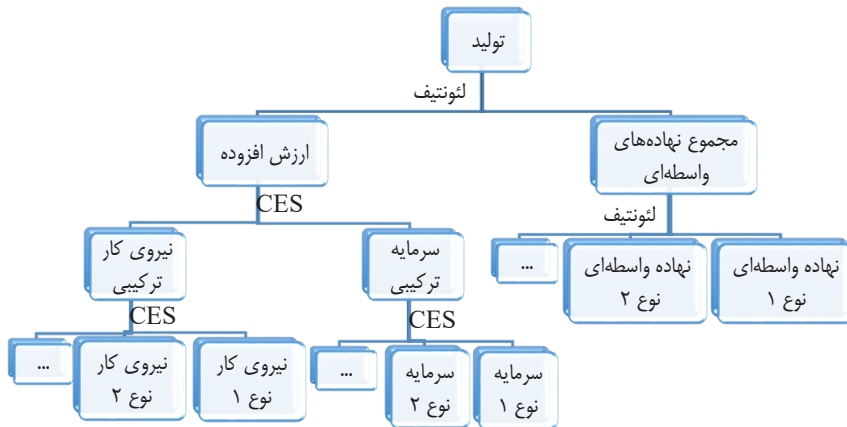 تولید
لئونتیف
مجموع نهاده‌های
واسطه‌ای
ارزش افزوده
لئونتیف
CES
نهاده واسطه‌ای
نوع ۱
نهاده واسطه‌ای
نوع ۲
...
سرمایه
ترکیبی
نیروی کار
ترکیبی
CES
CES
سرمایه
نوع ۱
سرمایه
نوع ۲
...
نیروی کار
نوع ۱
نیروی کار
نوع ۲
...